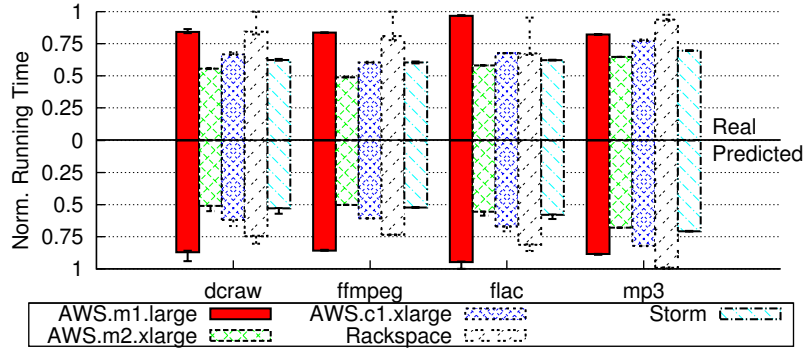 1
0.75
0.5
0.25
0
0.25
0.5
0.75
1
Norm. Running Time
Real
Predicted
dcraw ffmpeg flac mp3
AWS.m1.large AWS.c1.xlarge Storm
AWS.m2.xlarge Rackspace